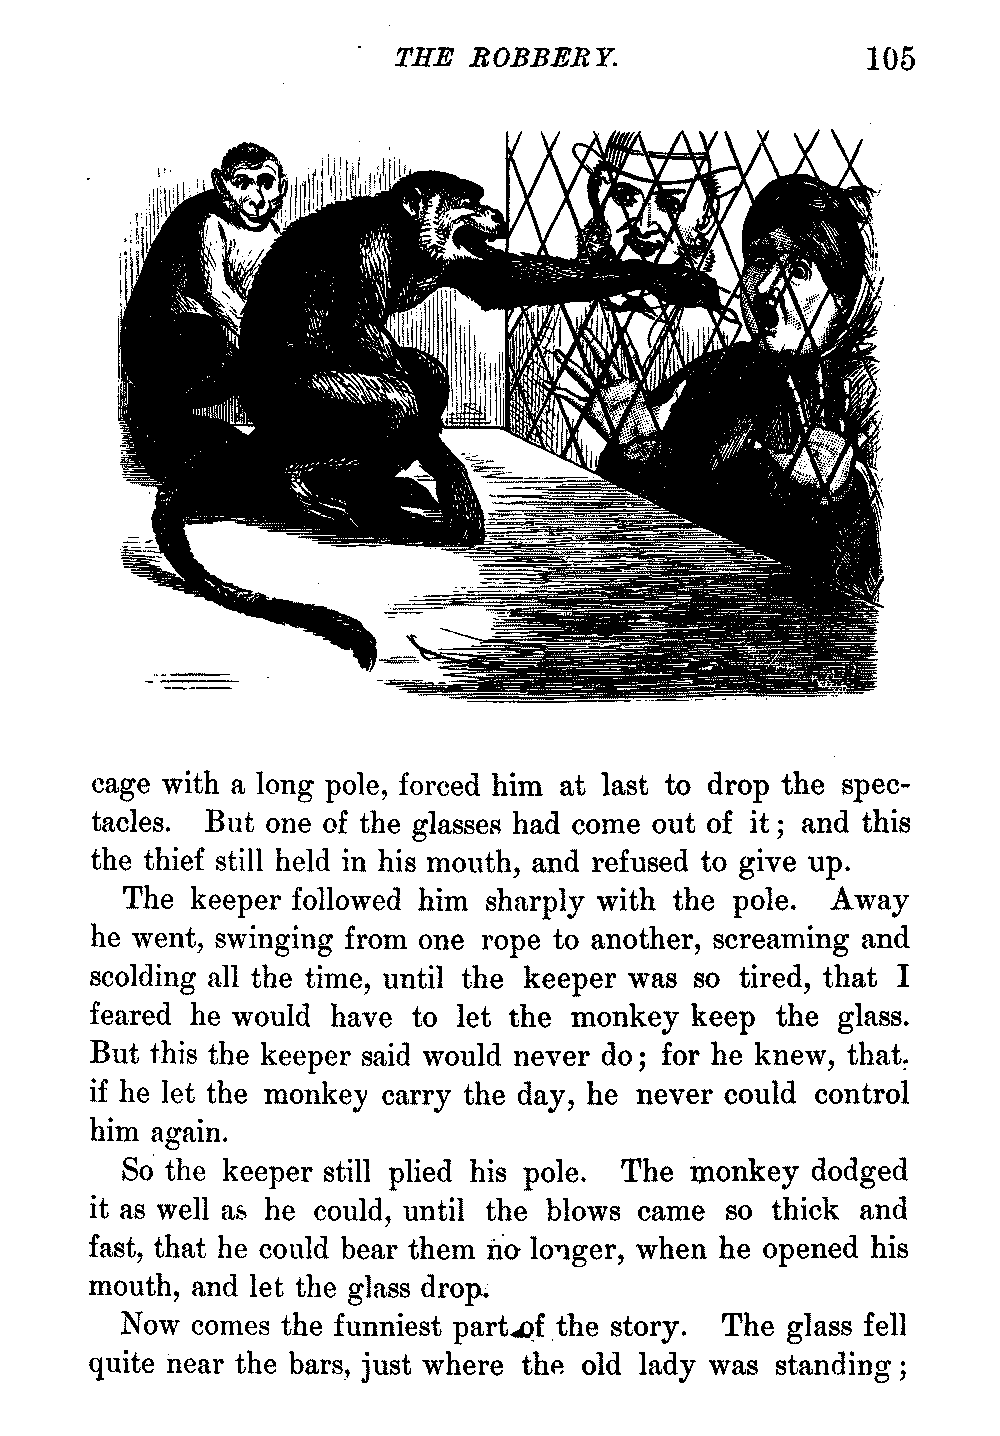 THE ROBBERY. 105
cage with a long pole, forced him at last to drop the spec-
tacles. But one of the glasses had come out of it; and this
the thief still held in his mouth, and refused to give up.
The keeper followed him sharply with the pole. Away
he went, swinging from one rope to another, screaming and
scolding all the time, until the keeper was so tired, that I
feared he would have to let the monkey keep the glass.
But this the keeper said would never do; for he knew, that,
if he let the monkey carry the day, he never could control
him again.
So the keeper still plied his pole. The monkey dodged
it as well as he could, until the blows came so thick and
fast, that he could bear them no longer, when he opened his
mouth, and let the glass drop.
Now comes the funniest part of the story. The glass fell
quite near the bars, just where the old lady was standing;